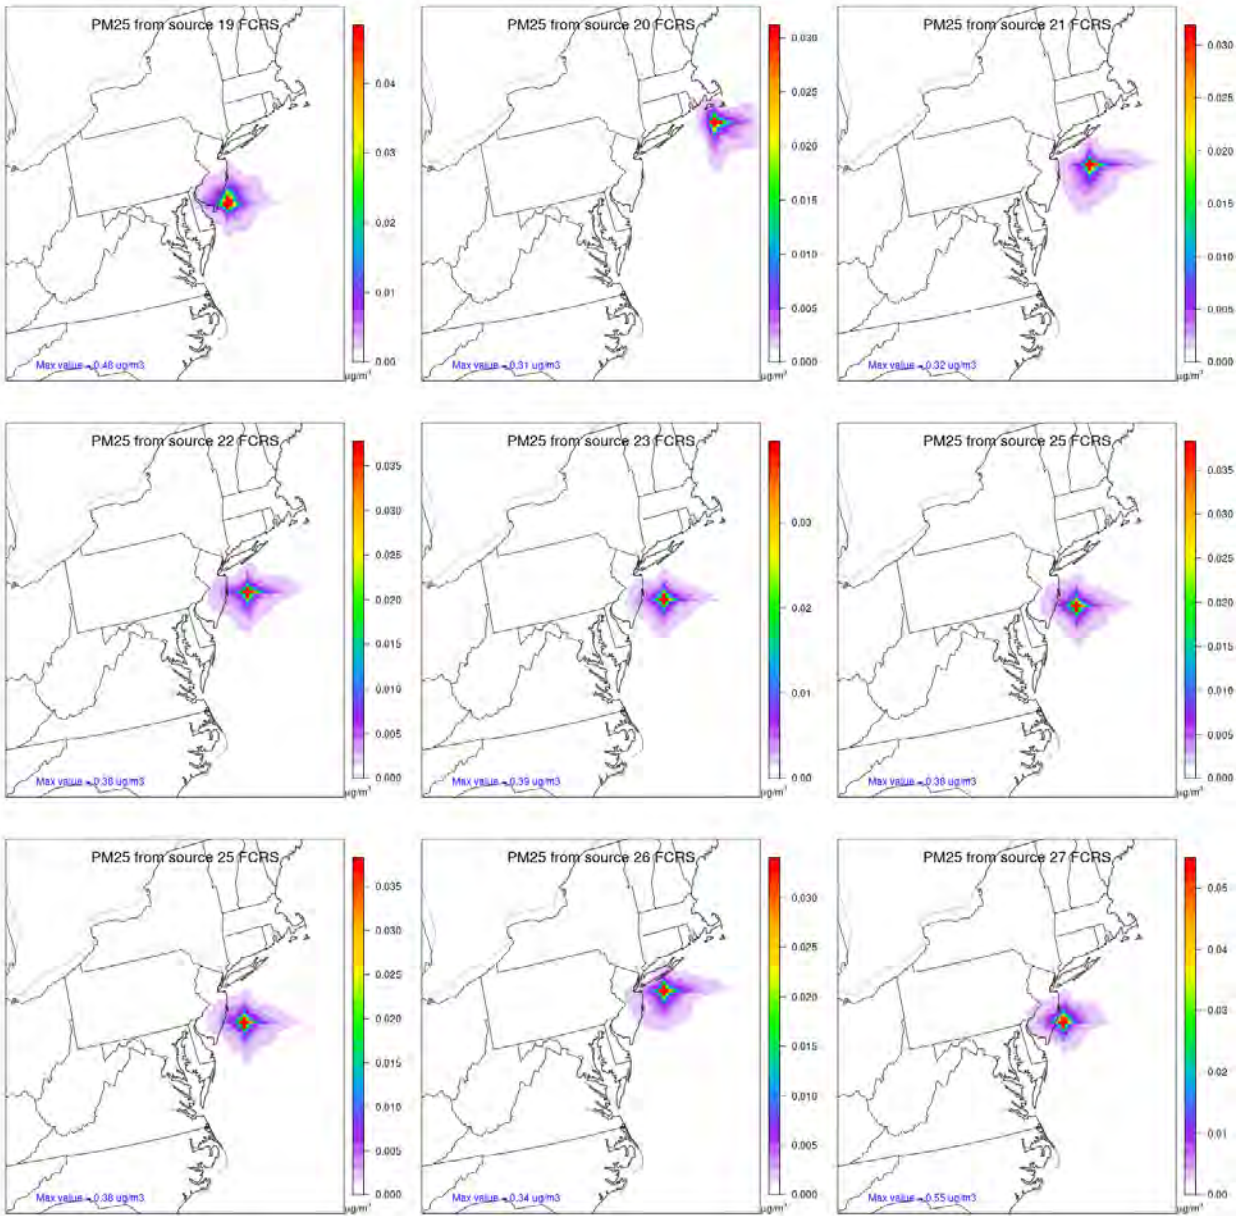 PM25 from source 19 FCRS
0.04
0.03
0.02
0.01
0.00
Max value = 0.48 ug/m3
µg/m³
PM25 from source 20 FCRS
0.030
0.025
0.020
0.015
0.010
0.005
0.000
Max value = 0.31 ug/m3
µg/m³
PM25 from source 21 FCRS
0.030
0.025
0.020
0.015
0.010
0.005
0.000
Max value = 0.32 ug/m3
µg/m³
PM25 from source 22 FCRS
0.035
0.030
0.025
0.020
0.015
0.010
0.005
0.000
Max value = 0.38 ug/m3
µg/m³
PM25 from source 23 FCRS
0.03
0.02
0.01
0.00
Max value = 0.39 ug/m3
µg/m³
PM25 from source 25 FCRS
0.035
0.030
0.025
0.020
0.015
0.010
0.005
0.000
Max value = 0.38 ug/m3
µg/m³
PM25 from source 25 FCRS
0.035
0.030
0.025
0.020
0.015
0.010
0.005
0.000
Max value = 0.38 ug/m3
µg/m³
PM25 from source 26 FCRS
0.030
0.025
0.020
0.015
0.010
0.005
0.000
Max value = 0.34 ug/m3
µg/m³
PM25 from source 27 FCRS
0.05
0.04
0.03
0.02
0.01
0.00
Max value = 0.55 ug/m3
µg/m³